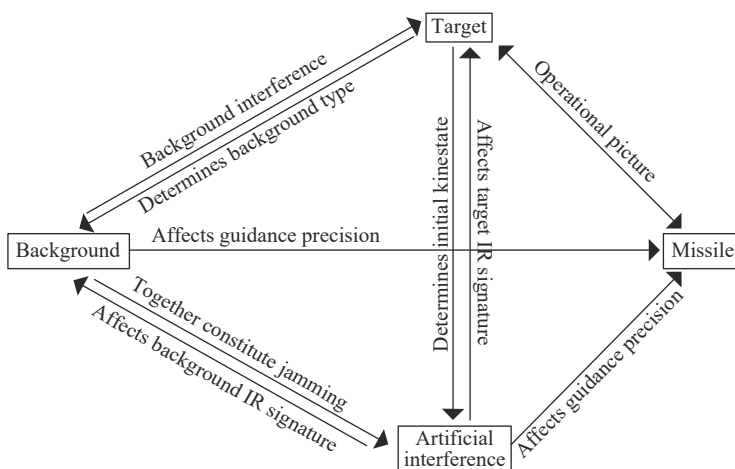 Target
Background interference
Determines background type
Operational picture
Determines initial kinestate
Affects target IR signature
Background
Affects guidance precision
Missile
Together constitute jamming
Affects background IR signature
Affects guidance precision
Artificial
interference